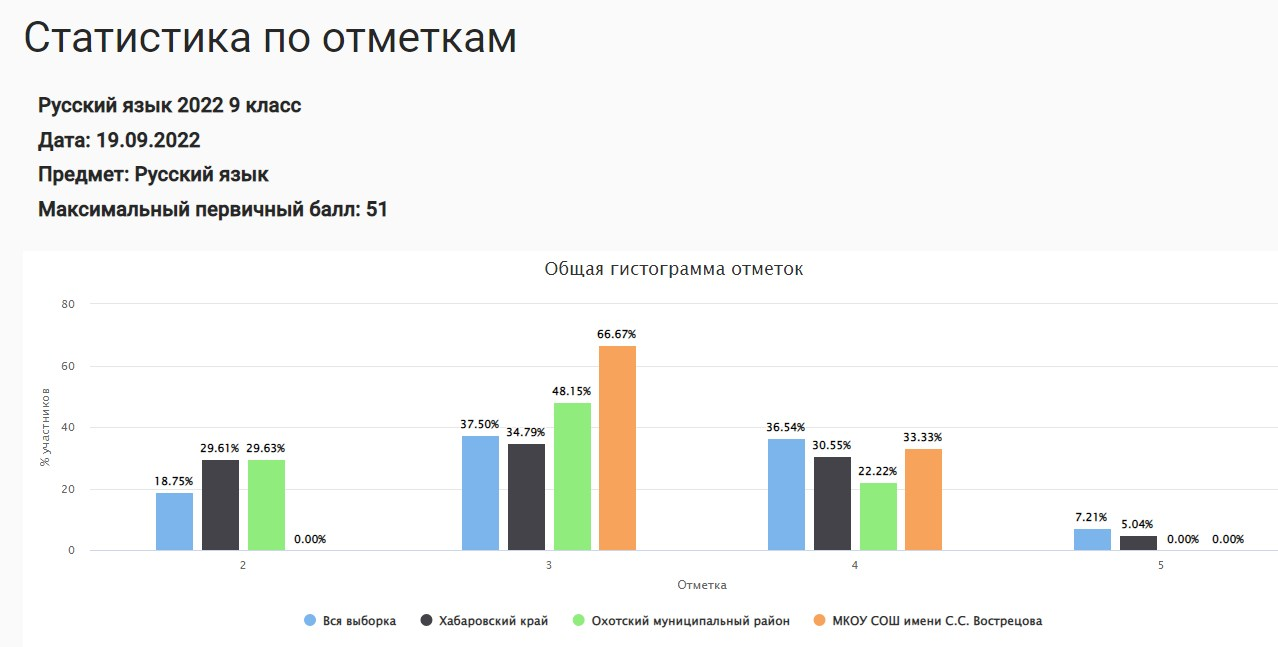 Статистика по отметкам
Русский язык 2022 9 класс
Дата: 19.09.2022
Предмет: Русский язык
Максимальный первичный балл: 51
Общая гистограмма отметок
% участников
80
60
40
20
0
18.75% 29.61% 29.63% 0.00%
37.50% 34.79% 48.15% 66.67%
36.54% 30.55% 22.22% 33.33%
7.21% 5.04% 0.00% 0.00%
2 3 4 5
Отметка
Вся выборка Хабаровский край Охотский муниципальный район МКОУ СОШ имени С.С. Вострецова